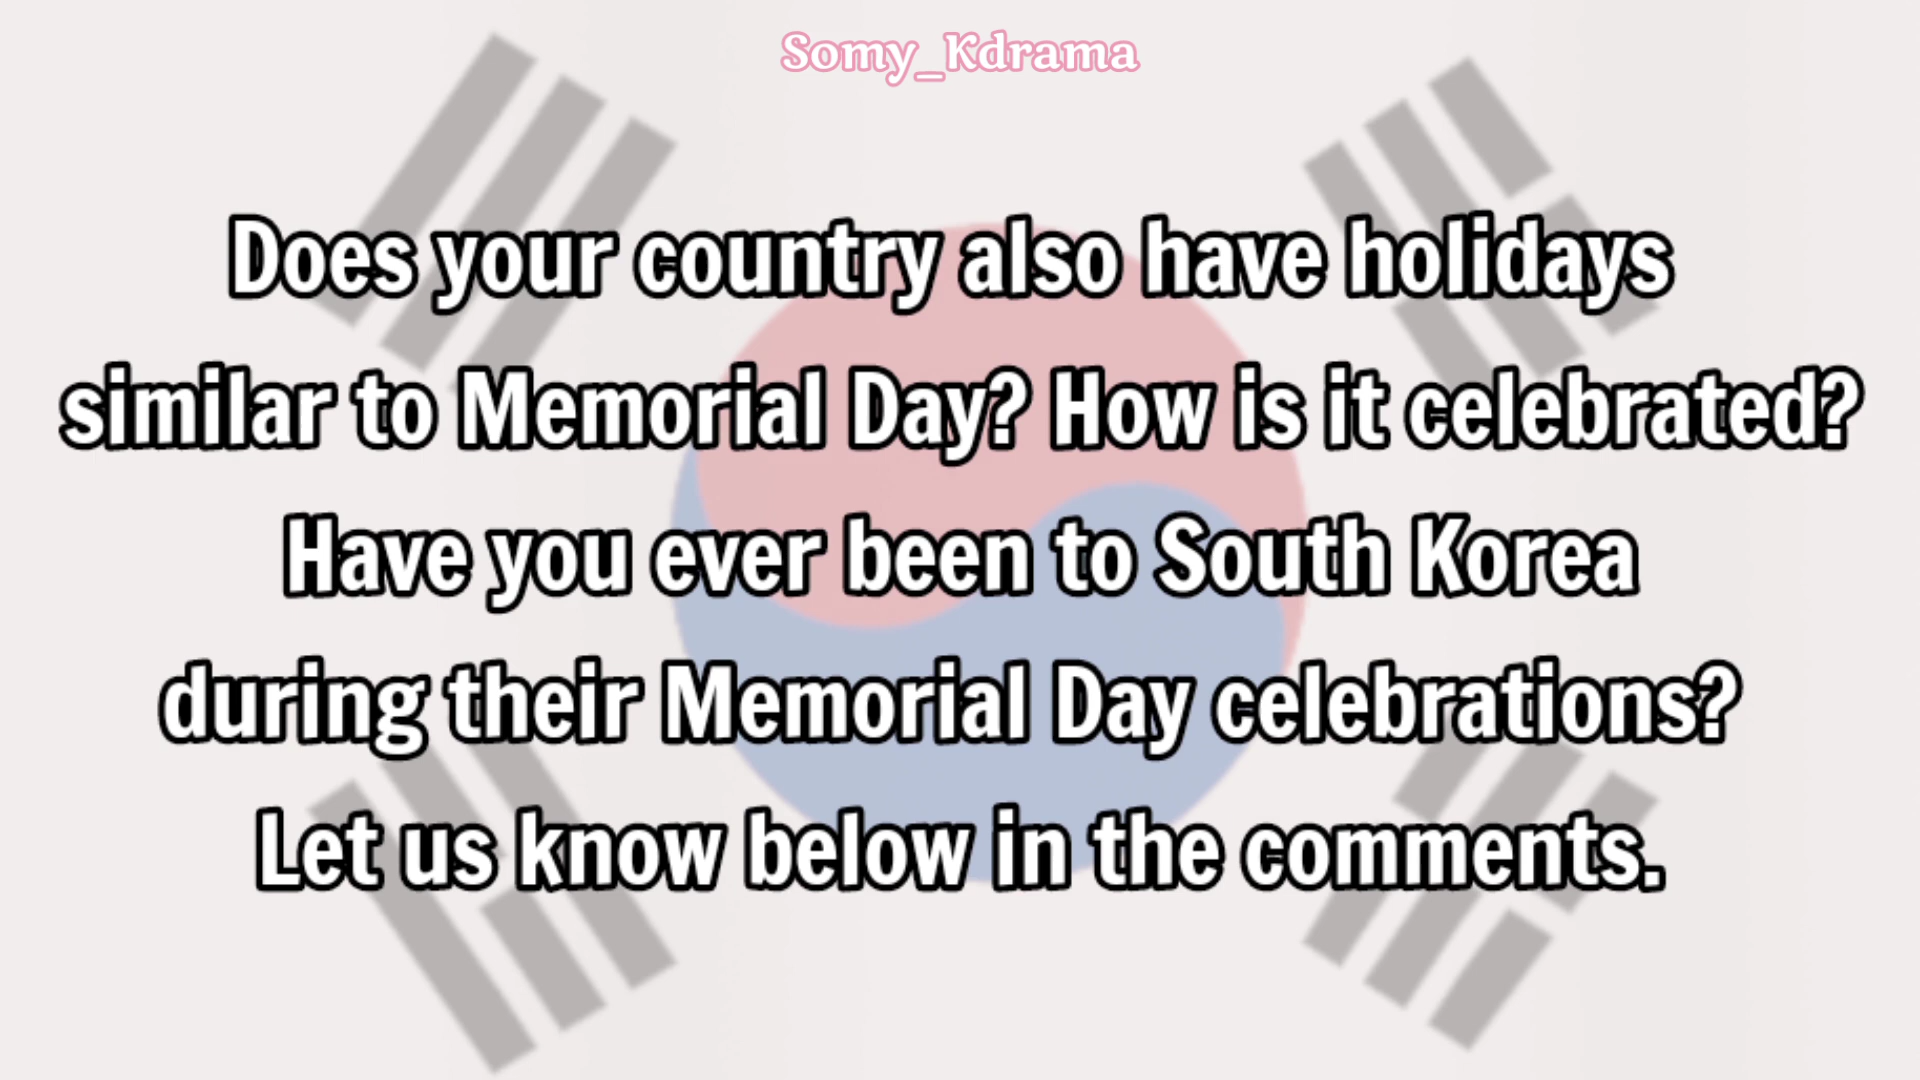 Somy_Kdrama
Does your country also have holidays
similar to Memorial Day? How is it celebrated?
Have you ever been to South Korea
during their Memorial Day celebrations?
Let us know below in the comments.